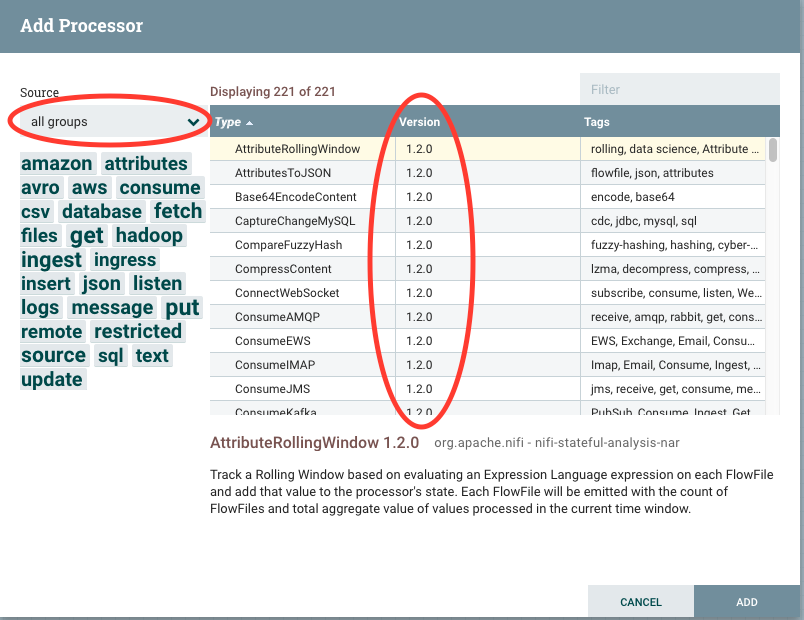 Add Processor
Source
all groups
amazon attributes
avro aws consume
csv database fetch
files get hadoop
ingest ingress
insert json listen
logs message put
remote restricted
source sql text
update
Displaying 221 of 221
Filter
Type Version Tags
AttributeRollingWindow 1.2.0 rolling, data science, Attribute ...
AttributesToJSON 1.2.0 flowfile, json, attributes
Base64EncodeContent 1.2.0 encode, base64
CaptureChangeMySQL 1.2.0 cdc, jdbc, mysql, sql
CompareFuzzyHash 1.2.0 fuzzy-hashing, hashing, cyber-...
CompressContent 1.2.0 lzma, decompress, compress, ...
ConnectWebSocket 1.2.0 subscribe, consume, listen, We...
ConsumeAMQP 1.2.0 receive, amqp, rabbit, get, cons...
ConsumeEWS 1.2.0 EWS, Exchange, Email, Consu...
ConsumeIMAP 1.2.0 Imap, Email, Consume, Ingest, ...
ConsumeJMS 1.2.0 jms, receive, get, consume, me...
ConsumeKafka 1.2.0 PubSub, Consume, Ingest, Get,
AttributeRollingWindow 1.2.0 org.apache.nifi - nifi-stateful-analysis-nar
Track a Rolling Window based on evaluating an Expression Language expression on each FlowFile
and add that value to the processor's state. Each FlowFile will be emitted with the count of
FlowFiles and total aggregate value of values processed in the current time window.
CANCEL ADD